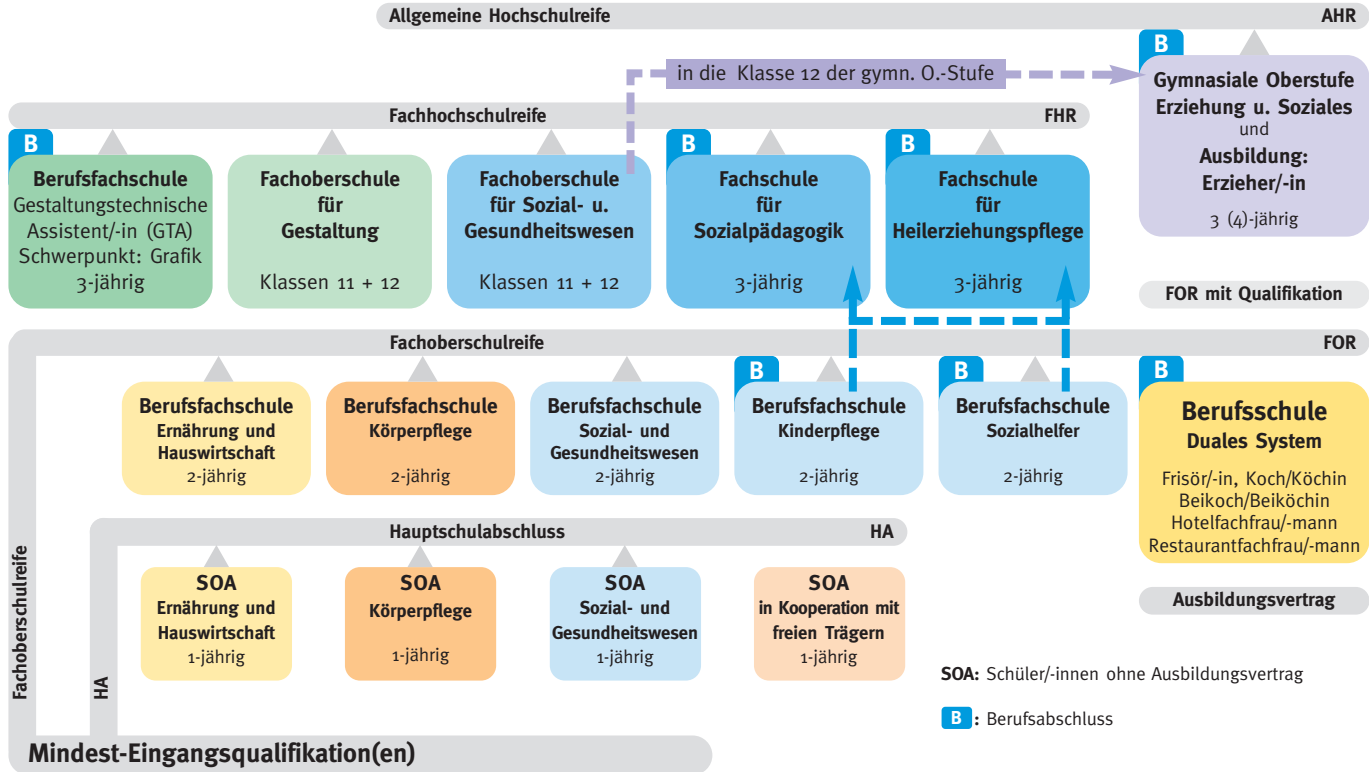 Allgemeine Hochschulreife
AHR
in die Klasse 12 der gymn. O.-Stufe
B
Gymnasiale Oberstufe
Erziehung u. Soziales
und
Ausbildung:
Erzieher/-in
3 (4)-jährig
Fachhochschulreife
FHR
B
Berufsfachschule
Gestaltungstechnische
Assistent/-in (GTA)
Schwerpunkt: Grafik
3-jährig
Fachoberschule
für
Gestaltung
Klassen 11 + 12
Fachoberschule
für Sozial- u.
Gesundheitswesen
Klassen 11 + 12
B
Fachschule
für
Sozialpädagogik
3-jährig
B
Fachschule
für
Heilerziehungspflege
3-jährig
FOR mit Qualifikation
Fachoberschulreife
FOR
Berufsfachschule
Ernährung und
Hauswirtschaft
2-jährig
Berufsfachschule
Körperpflege
2-jährig
Berufsfachschule
Sozial- und
Gesundheitswesen
2-jährig
B
Berufsfachschule
Kinderpflege
2-jährig
B
Berufsfachschule
Sozialhelfer
2-jährig
B
Berufsschule
Duales System
Frisör/-in, Koch/Köchin
Beikoch/Beiköchin
Hotelfachfrau/-mann
Restaurantfachfrau/-mann
Hauptschulabschluss
HA
SOA
Ernährung und
Hauswirtschaft
1-jährig
SOA
Körperpflege
1-jährig
SOA
Sozial- und
Gesundheitswesen
1-jährig
SOA
in Kooperation mit
freien Trägern
1-jährig
Ausbildungsvertrag
Fachoberschulreife
HA
SOA: Schüler/-innen ohne Ausbildungsvertrag
B : Berufsabschluss
Mindest-Eingangsqualifikation(en)